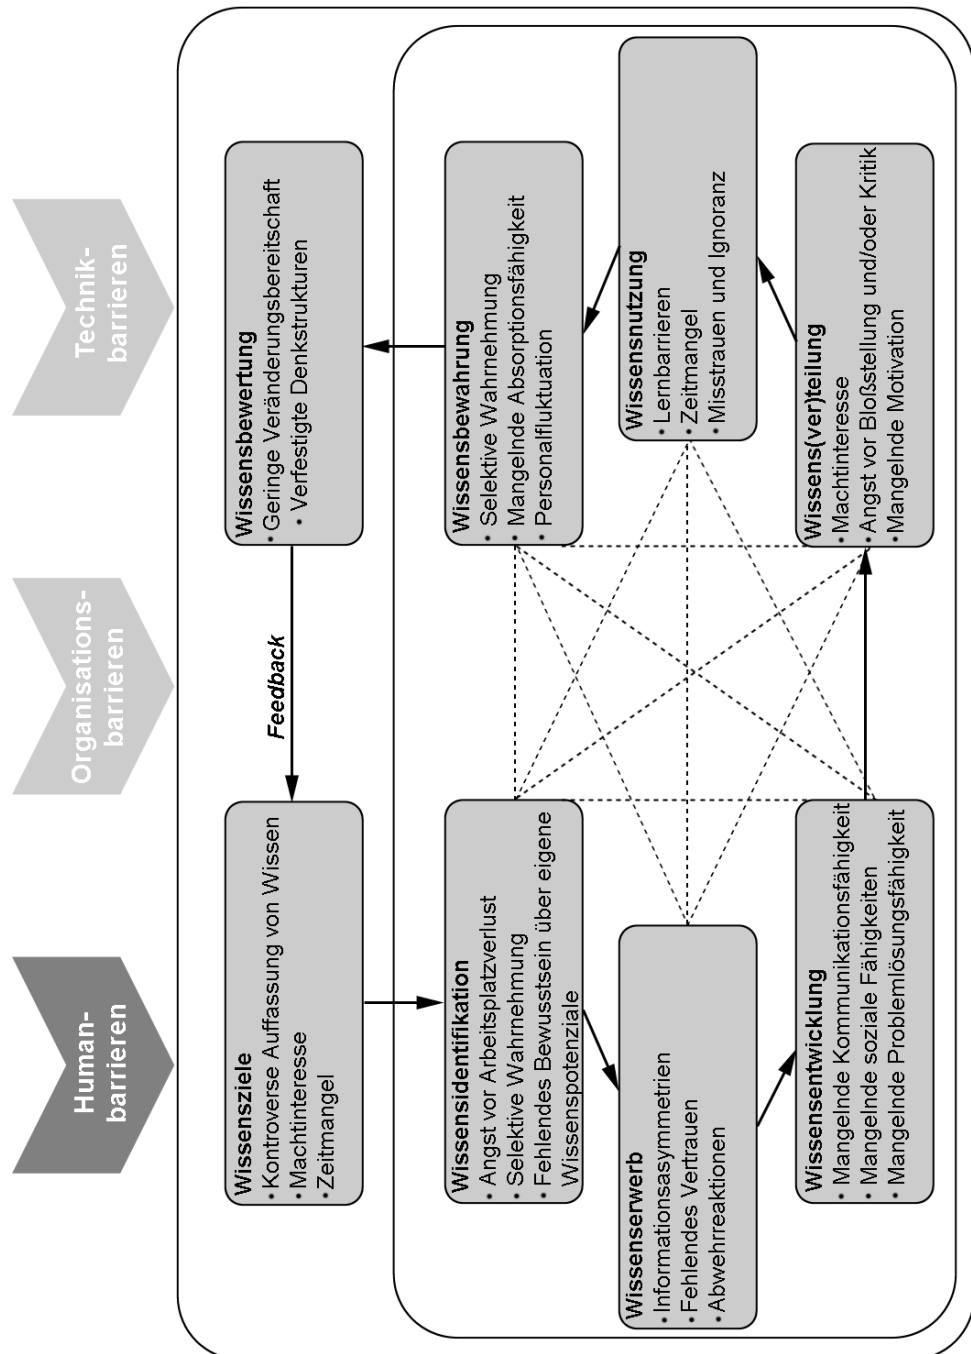 Human-
barrieren
Organisations-
barrieren
Technik-
barrieren
Wissensziele
• Kontroverse Auffassung von Wissen
• Machtinteresse
• Zeitmangel
Feedback
Wissensbewertung
• Geringe Veränderungsbereitschaft
• Verfestigte Denkstrukturen
Wissensidentifikation
• Angst vor Arbeitsplatzverlust
• Selektive Wahrnehmung
• Fehlendes Bewusstsein über eigene
Wissenspotenziale
Wissensbewahrung
• Selektive Wahrnehmung
• Mangelnde Absorptionsfähigkeit
• Personalfluktuation
Wissenserwerb
• Informationsasymmetrien
• Fehlendes Vertrauen
• Abwehrreaktionen
Wissensnutzung
• Lernbarrieren
• Zeitmangel
• Misstrauen und Ignoranz
Wissensentwicklung
• Mangelnde Kommunikationsfähigkeit
• Mangelnde soziale Fähigkeiten
• Mangelnde Problemlösungsfähigkeit
Wissens(ver)teilung
• Machtinteresse
• Angst vor Bloßstellung und/oder Kritik
• Mangelnde Motivation